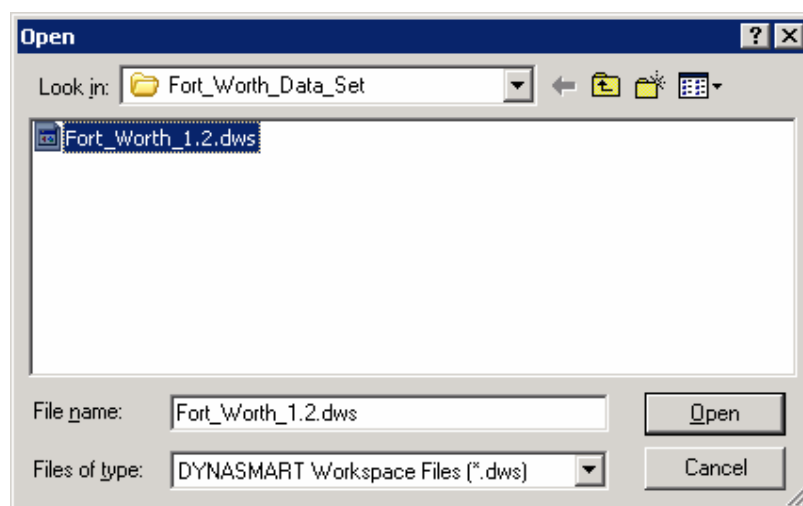 Open
Look in: Fort_Worth_Data_Set
Fort_Worth_1.2.dws
File name: Fort_Worth_1.2.dws Open
Files of type: DYNASMART Workspace Files (*.dws) Cancel